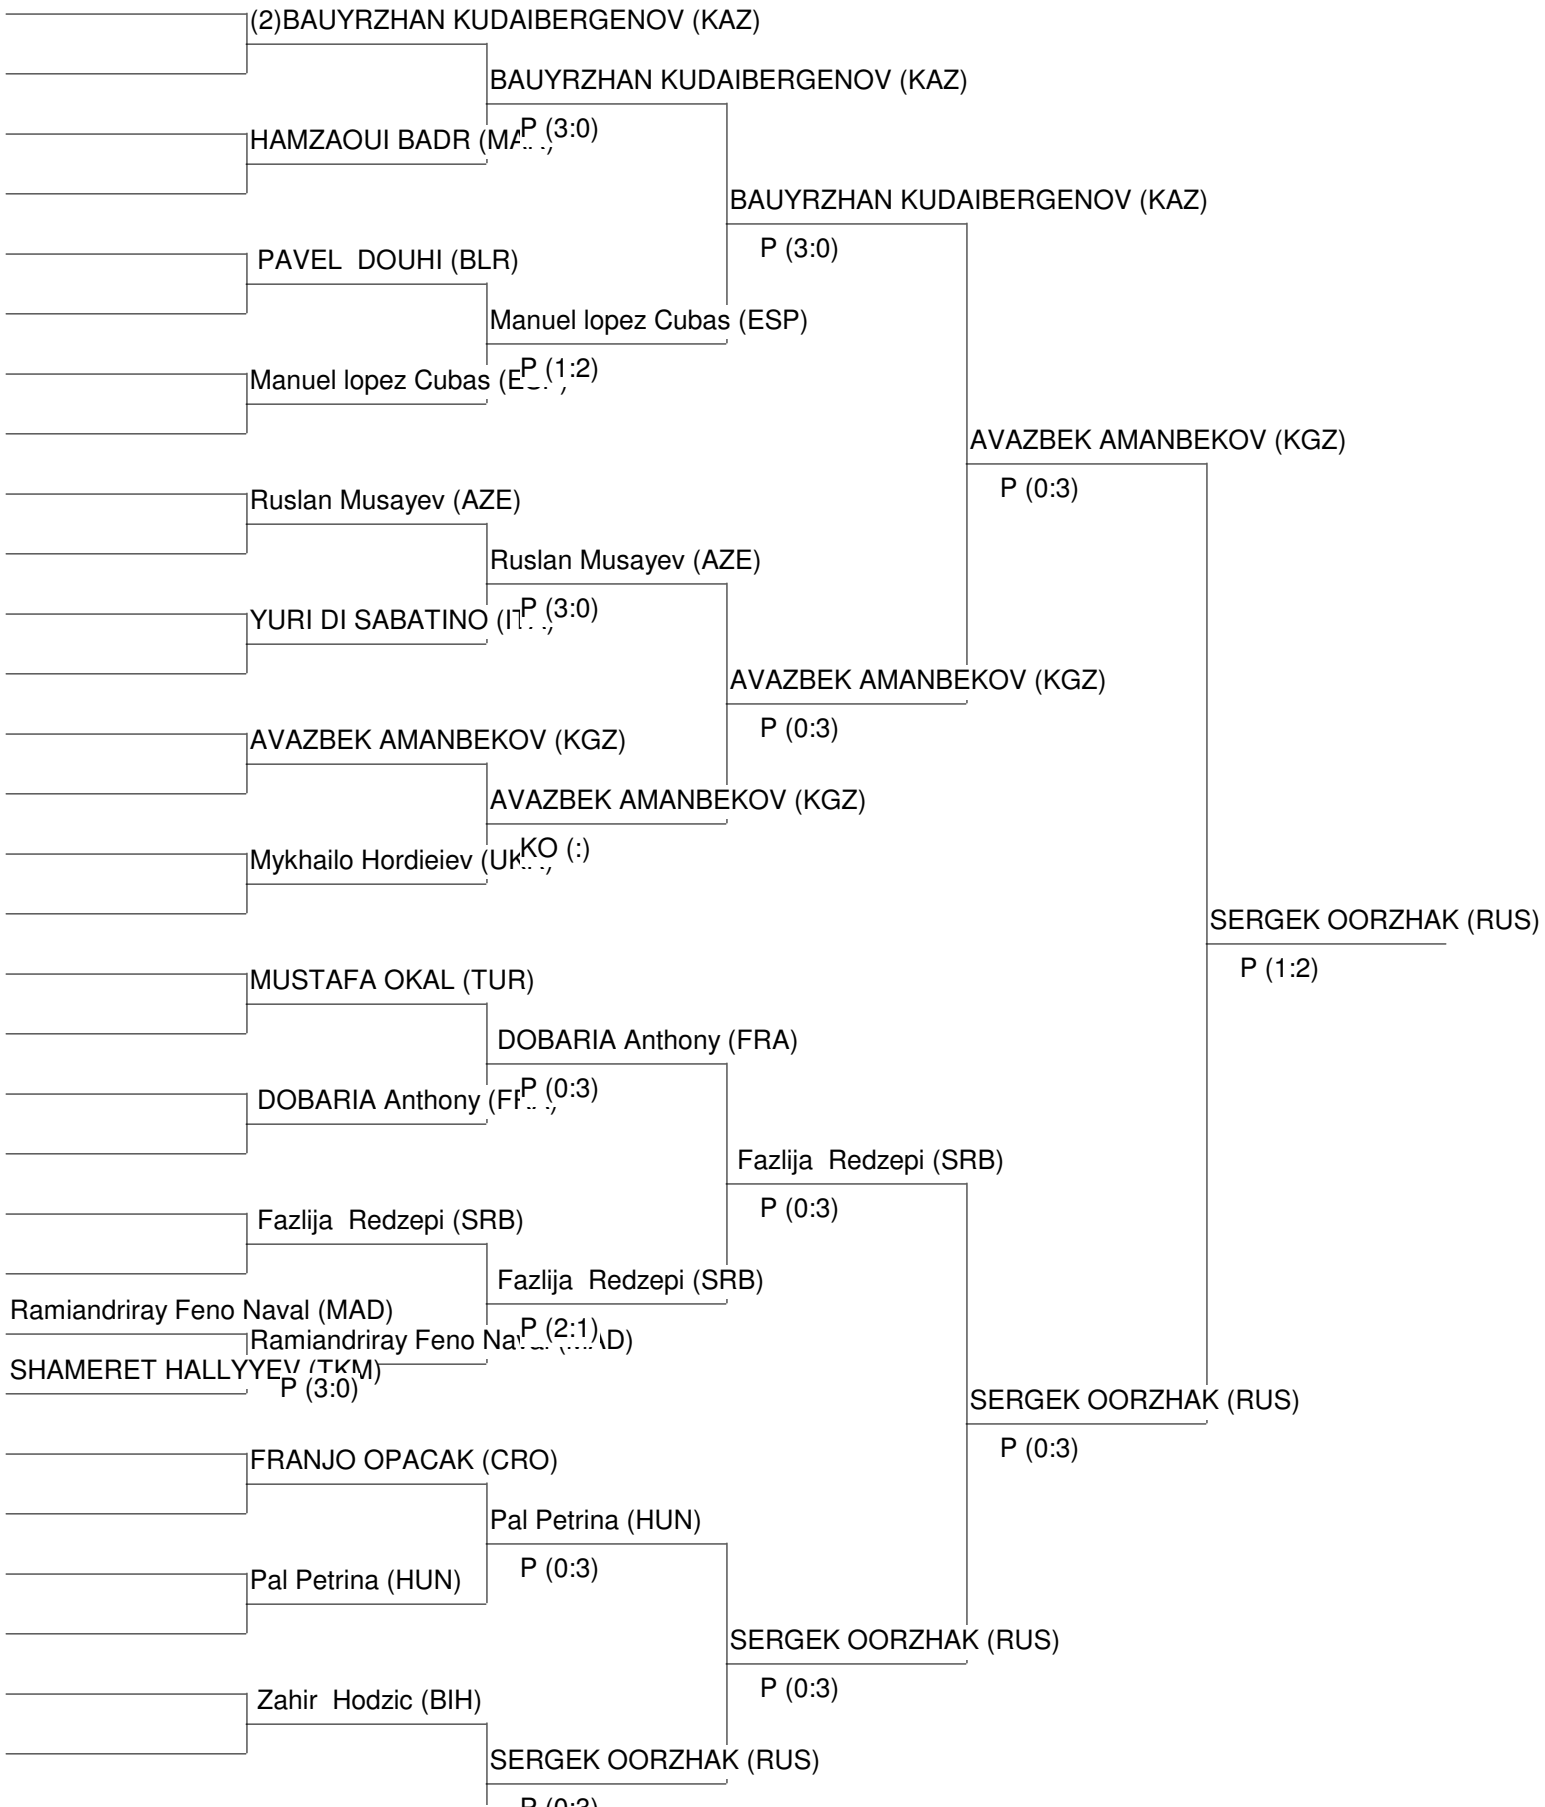 (2)BAUYRZHAN KUDAIBERGENOV (KAZ)
BAUYRZHAN KUDAIBERGENOV (KAZ)
P (3:0)
HAMZAOUI BADR
BAUYRZHAN KUDAIBERGENOV (KAZ)
P (3:0)
PAVEL DOUHI (BLR)
Manuel lopez Cubas (ESP)
P (1:2)
Manuel lopez Cubas
AVAZBEK AMANBEKOV (KGZ)
P (0:3)
Ruslan Musayev (AZE)
Ruslan Musayev (AZE)
P (3:0)
YURI DI SABATINO
AVAZBEK AMANBEKOV (KGZ)
P (0:3)
AVAZBEK AMANBEKOV (KGZ)
AVAZBEK AMANBEKOV (KGZ)
KO (:)
Mykhailo Hordieiev
SERGEK OORZHAK (RUS)
P (1:2)
MUSTAFA OKAL (TUR)
DOBARIA Anthony (FRA)
P (0:3)
DOBARIA Anthony
Fazlija Redzepi (SRB)
P (0:3)
Fazlija Redzepi (SRB)
Fazlija Redzepi (SRB)
P (2:1)
Ramiandriray Feno Naval (MAD)
Ramiandriray Feno
SHAMERET HALLYYEV (TKM)
P (3:0)
SERGEK OORZHAK (RUS)
P (0:3)
FRANJO OPACAK (CRO)
Pal Petrina (HUN)
P (0:3)
Pal Petrina (HUN)
SERGEK OORZHAK (RUS)
P (0:3)
Zahir Hodzic (BIH)
SERGEK OORZHAK (RUS)